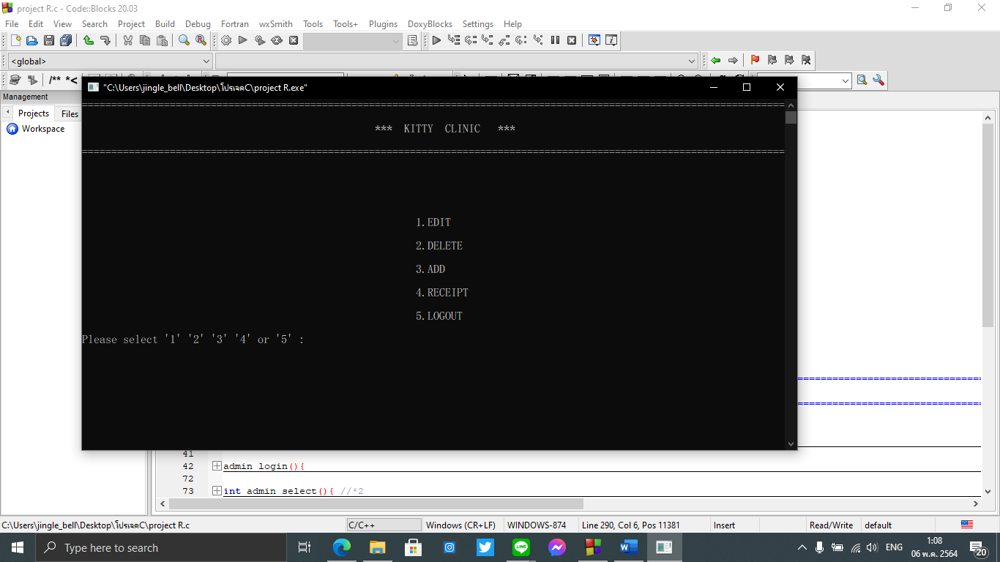 project R.c - Code::Blocks 20.03
File Edit View Search Project Build Debug Fortran wxSmith Tools Tools+ Plugins DoxyBlocks Settings Help
<global>
/** *<
Management
Projects Files
Workspace
"C:\Users\jingle_bell\Desktop\โปรเจคC\project R.exe"
*** KITTY CLINIC ***
1.EDIT
2.DELETE
3.ADD
4.RECEIPT
5.LOGOUT
Please select '1' '2' '3' '4' or '5' :
41
42 admin login(){
72
73 int admin select(){ //*2
C:\Users\jingle_bell\Desktop\โปรเจคC\project R.c C/C++ Windows (CR+LF) WINDOWS-874 Line 290, Col 6, Pos 11381 Insert Read/Write default
Type here to search
ENG 1:08
06 พ.ค. 2564 20